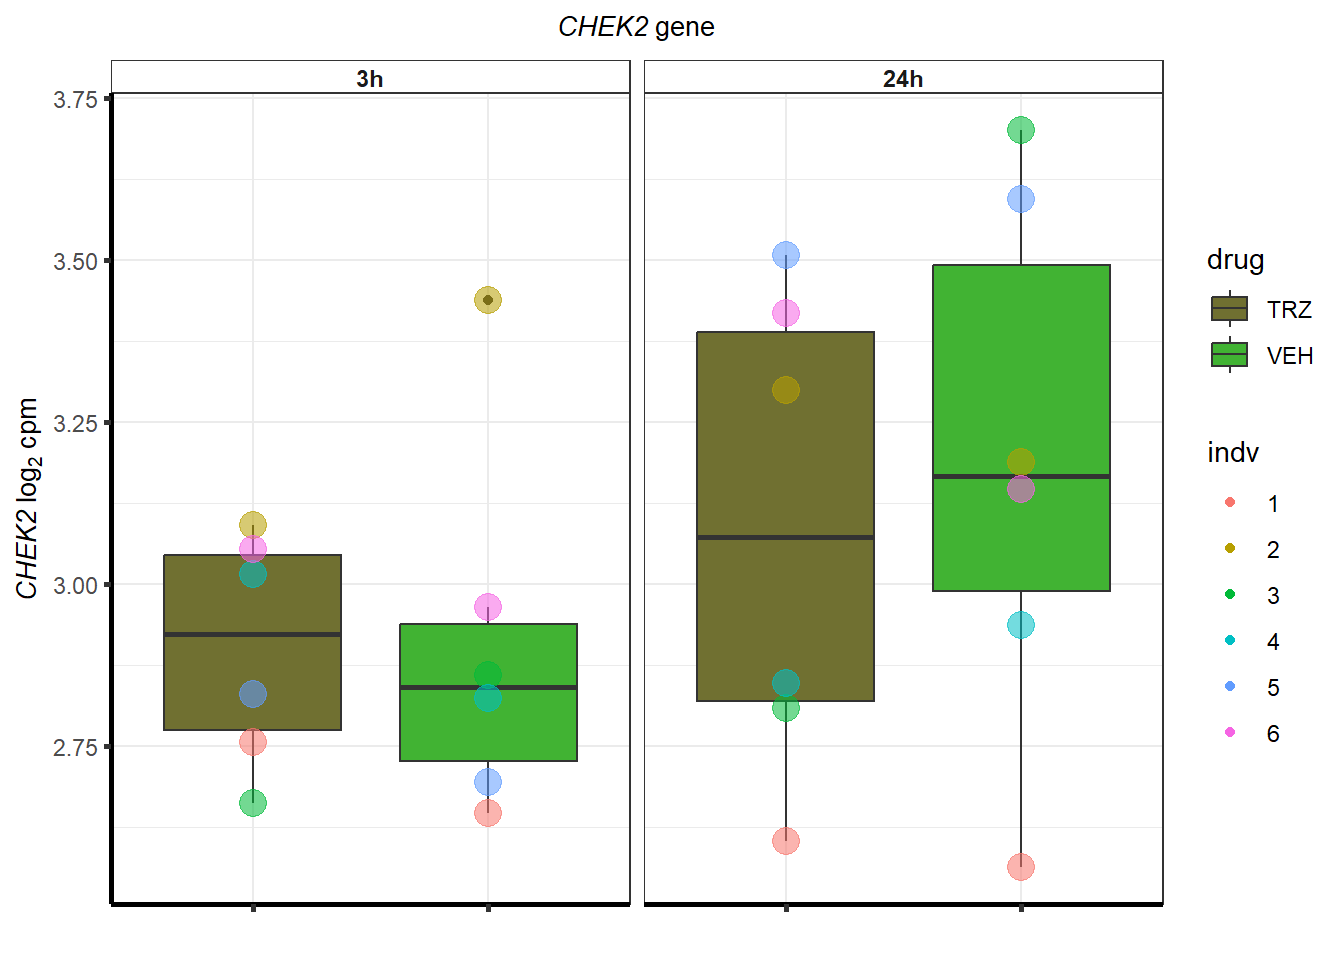 CHEK2 gene
3h
24h
3.75
3.50
3.25
3.00
2.75
CHEK2 log₂ cpm
drug
TRZ
VEH
indv
1
2
3
4
5
6